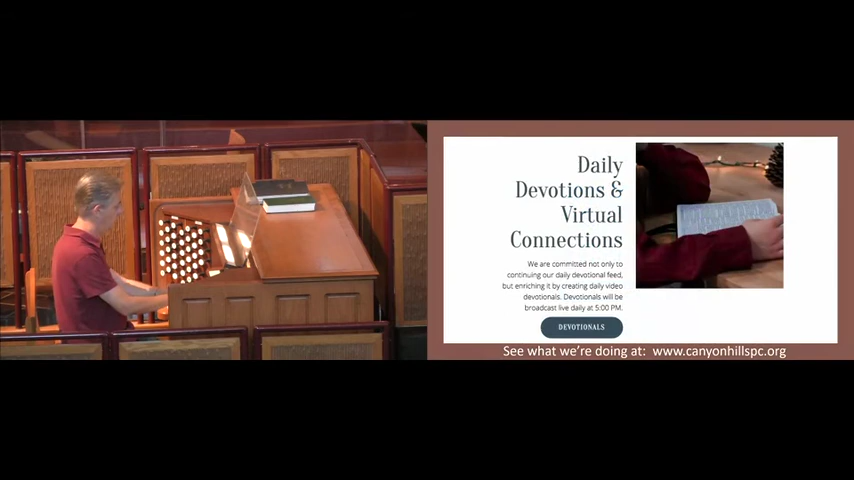 Daily
Devotions &
Virtual
Connections
We are committed not only to
continuing our daily devotional feed,
but enriching it by creating daily video
devotionals. Devotionals will be
broadcast live daily at 5:00 PM.
DEVOTIONALS
See what we're doing at: www.canyonhillspc.org